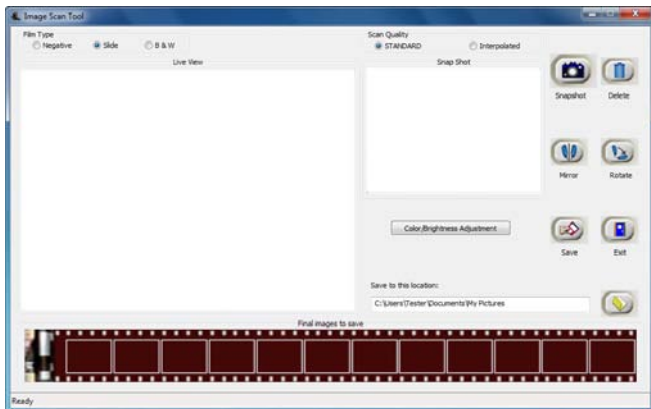 Image Scan Tool
Film Type
Negative
Slide
B & W
Scan Quality
STANDARD
Interpolated
Live View
Snap Shot
Snapshot
Delete
Mirror
Rotate
Color/Brightness Adjustment
Save
Exit
Save to this location:
C:\Users\Tester\Documents\My Pictures
Final images to save
Ready